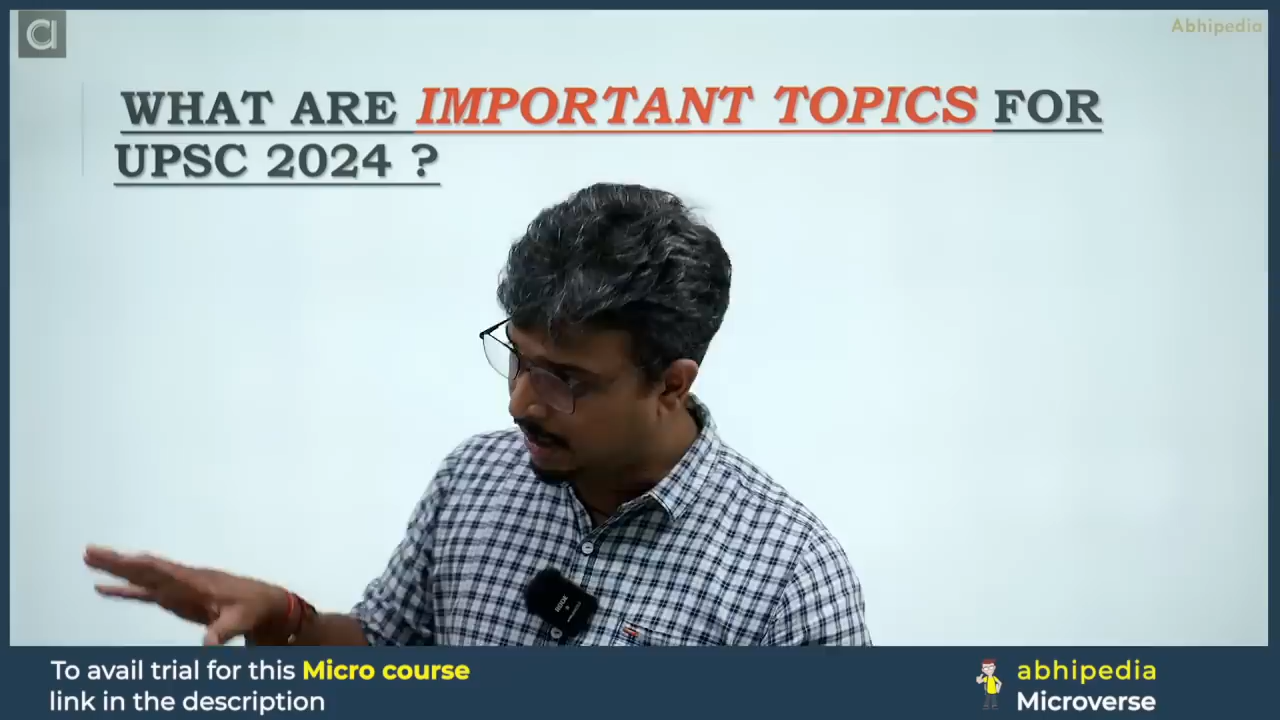 Abhipedia
WHAT ARE IMPORTANT TOPICS FOR
UPSC 2024 ?
To avail trial for this Micro course
link in the description
abhipedia
Microverse